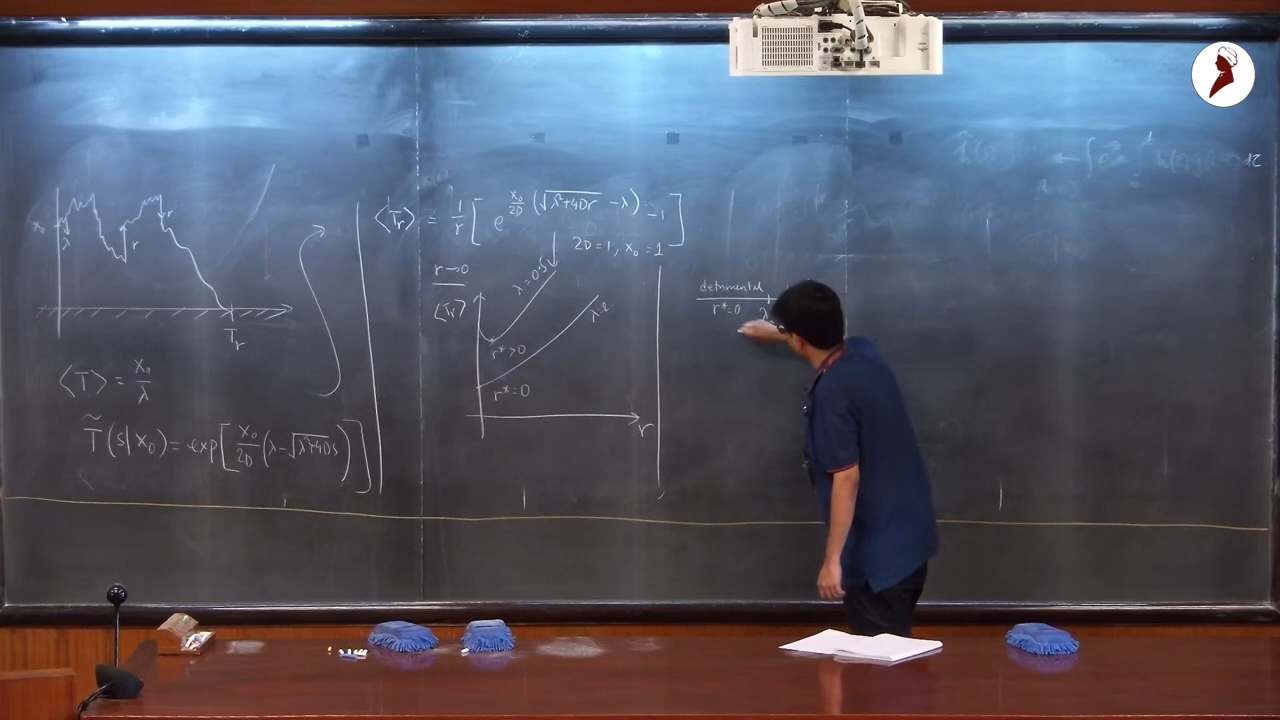 x₀
λ
r
r
T_r
⟨T⟩ = x₀/λ
T̃(s|x₀) = exp[x₀/2D (λ-√λ²+4Ds)]
⟨T_r⟩ = 1/r [e^{x₀/2D (√λ²+4Dr - λ)} - 1]
2D=1, x₀=1
r→0
⟨Tr⟩
λ=0.5
λ=2
r*>0
r*=0
r
detrimental
r*=0
λ